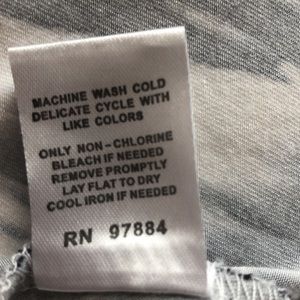 MACHINE WASH COLD
DELICATE CYCLE WITH
LIKE COLORS
ONLY NON-CHLORINE
BLEACH IF NEEDED
REMOVE PROMPTLY
LAY FLAT TO DRY
COOL IRON IF NEEDED
RN 97884